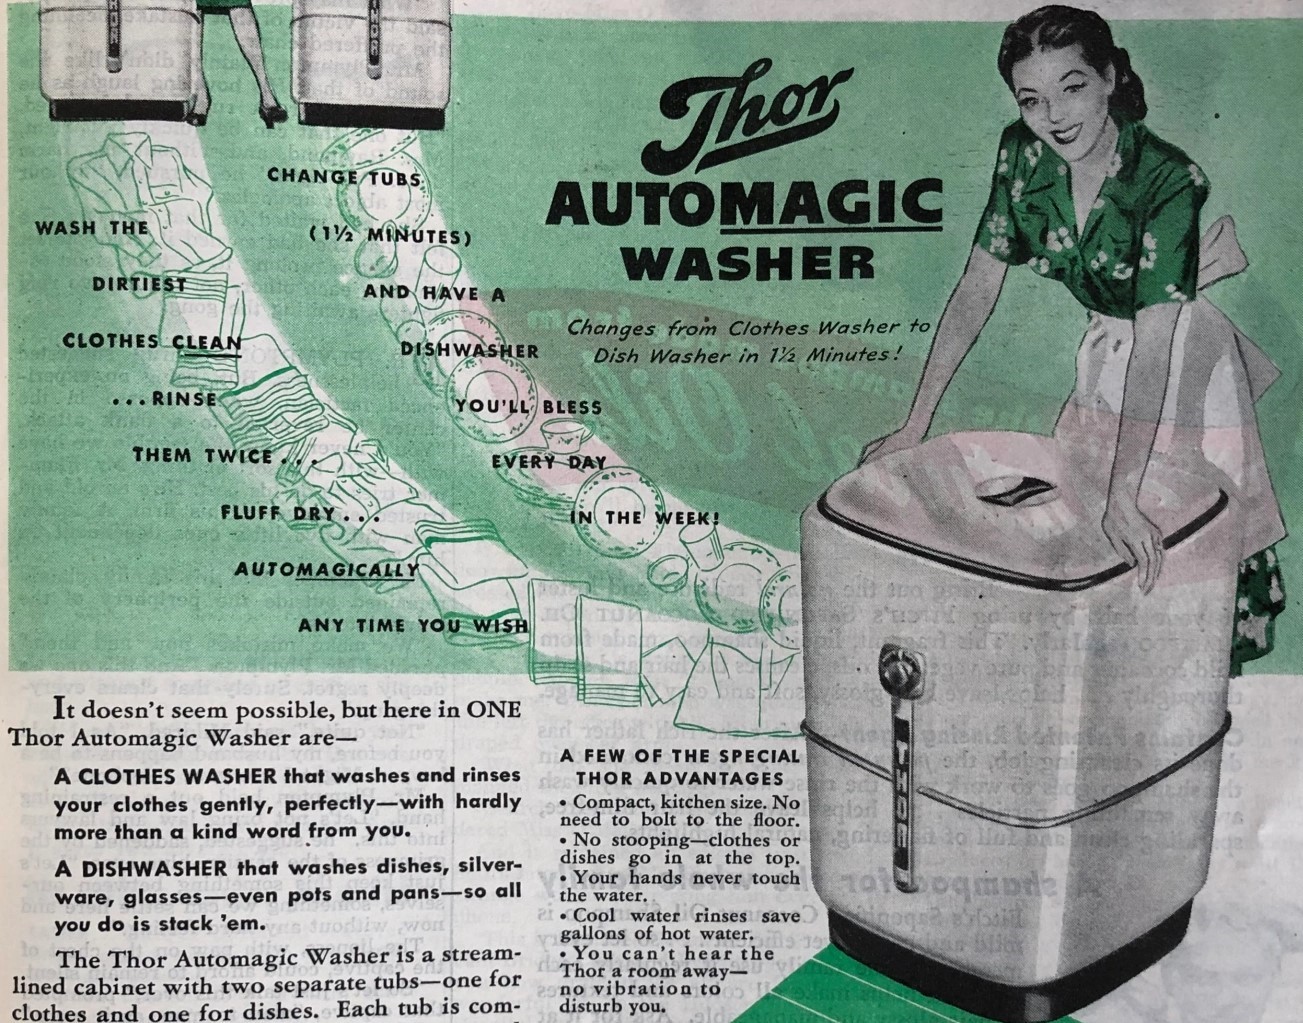 THOR
THOR
WASH THE
DIRTIEST
CLOTHES CLEAN
...RINSE
THEM TWICE...
FLUFF DRY...
AUTOMAGICALLY
ANY TIME YOU WISH
CHANGE TUBS
(1½ MINUTES)
AND HAVE A
DISHWASHER
YOU'LL BLESS
EVERY DAY
IN THE WEEK!
Thor
AUTOMAGIC
WASHER
Changes from Clothes Washer to
Dish Washer in 1½ Minutes!
THOR
It doesn't seem possible, but here in ONE
Thor Automagic Washer are—
A CLOTHES WASHER that washes and rinses
your clothes gently, perfectly—with hardly
more than a kind word from you.
A DISHWASHER that washes dishes, silver-
ware, glasses—even pots and pans—so all
you do is stack 'em.
The Thor Automagic Washer is a stream-
lined cabinet with two separate tubs—one for
clothes and one for dishes. Each tub is com-
A FEW OF THE SPECIAL
THOR ADVANTAGES
• Compact, kitchen size. No
need to bolt to the floor.
• No stooping—clothes or
dishes go in at the top.
• Your hands never touch
the water.
• Cool water rinses save
gallons of hot water.
• You can't hear the
Thor a room away—
no vibration to
disturb you.